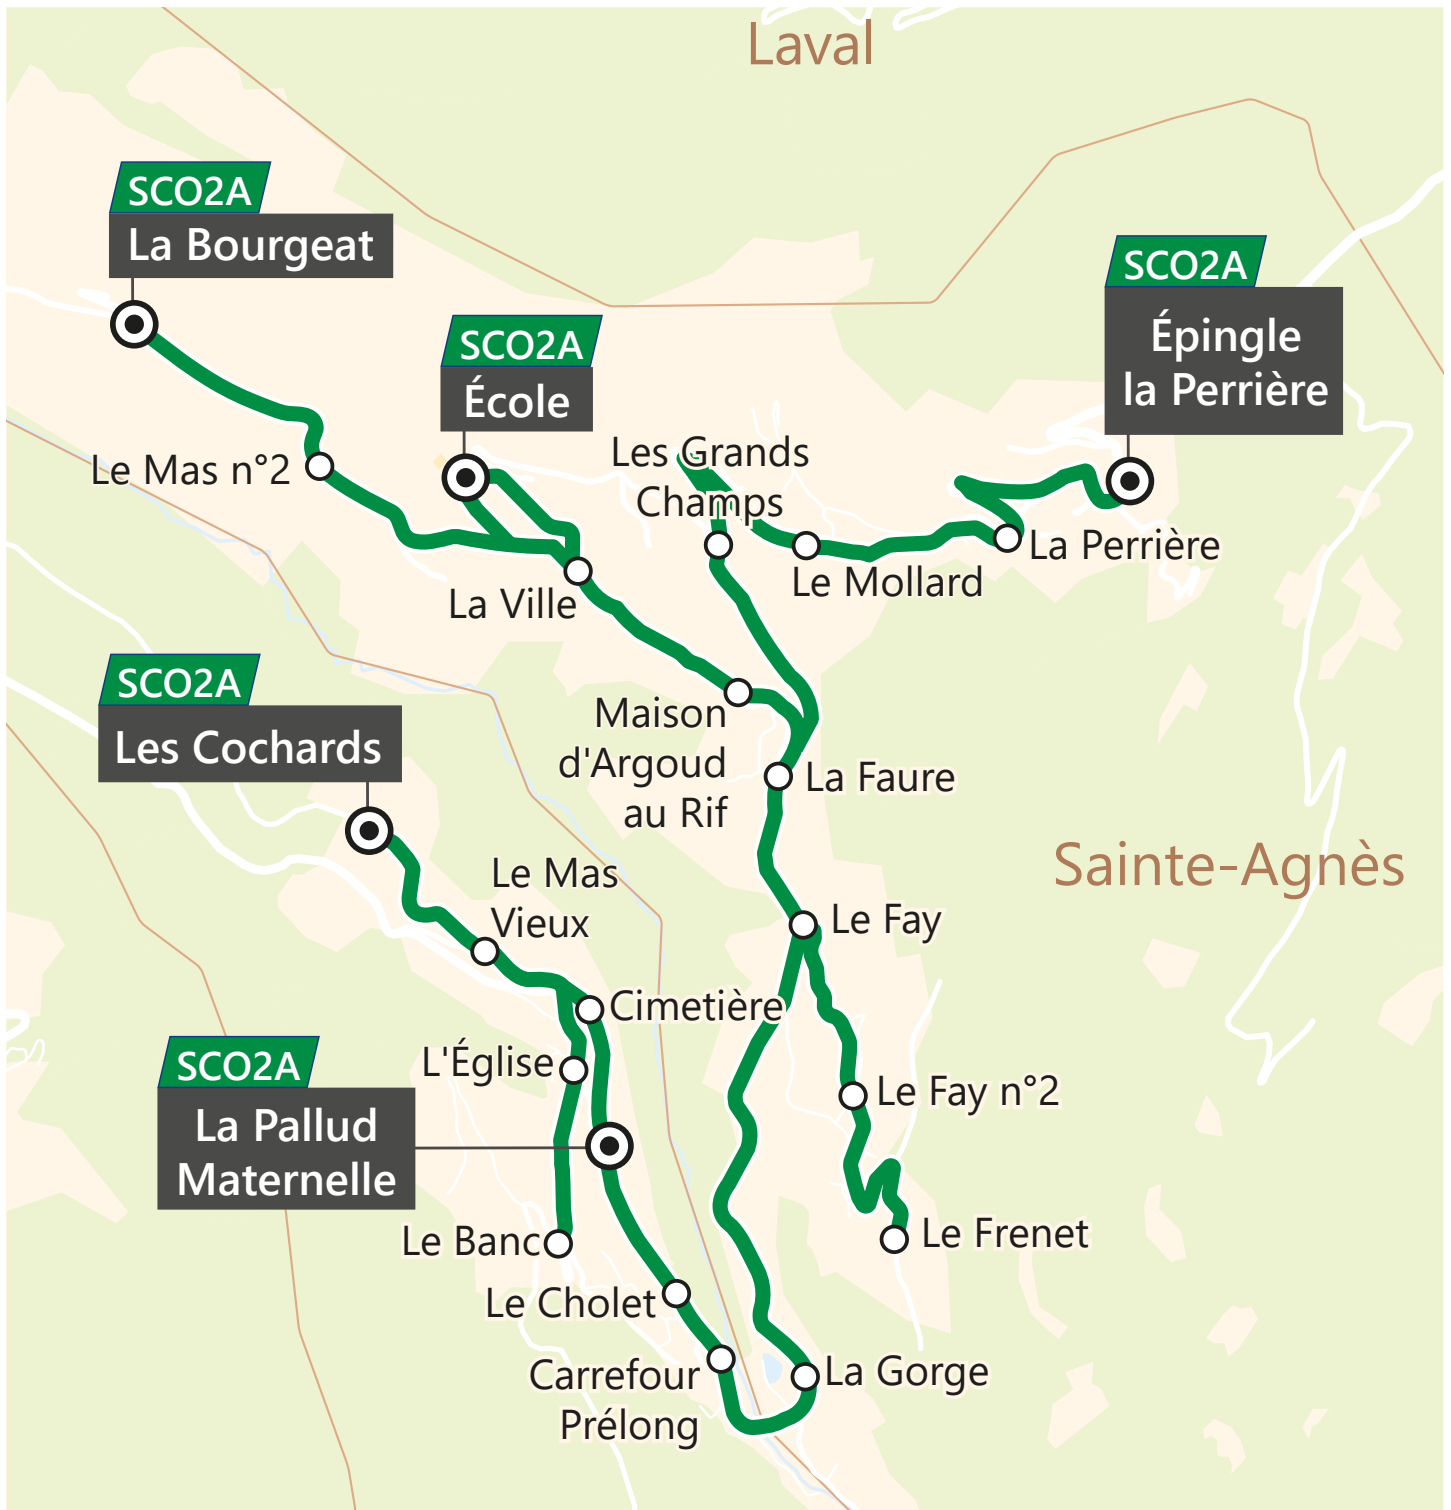 Laval
SCO2A
La Bourgeat
SCO2A
Épingle
la Perrière
SCO2A
École
Les Grands
Champs
Le Mas n°2
La Perrière
Le Mollard
La Ville
SCO2A
Les Cochards
Maison
d'Argoud
au Rif
La Faure
Sainte-Agnès
Le Mas
Vieux
Le Fay
Cimetière
SCO2A
La Pallud
Maternelle
L'Église
Le Fay n°2
Le Banc
Le Frenet
Le Cholet
Carrefour
Prélong
La Gorge